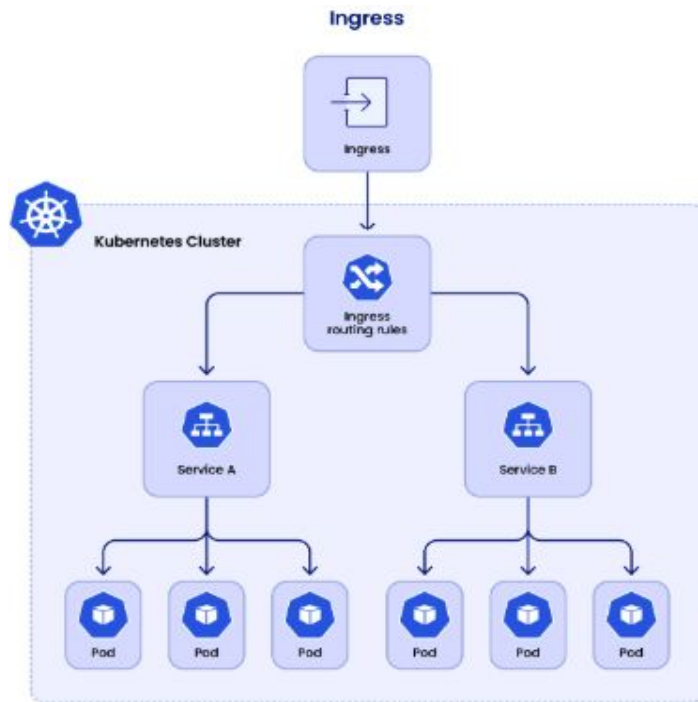 Ingress
Ingress
Kubernetes Cluster
Ingress
routing rules
Service A
Service B
Pod
Pod
Pod
Pod
Pod
Pod